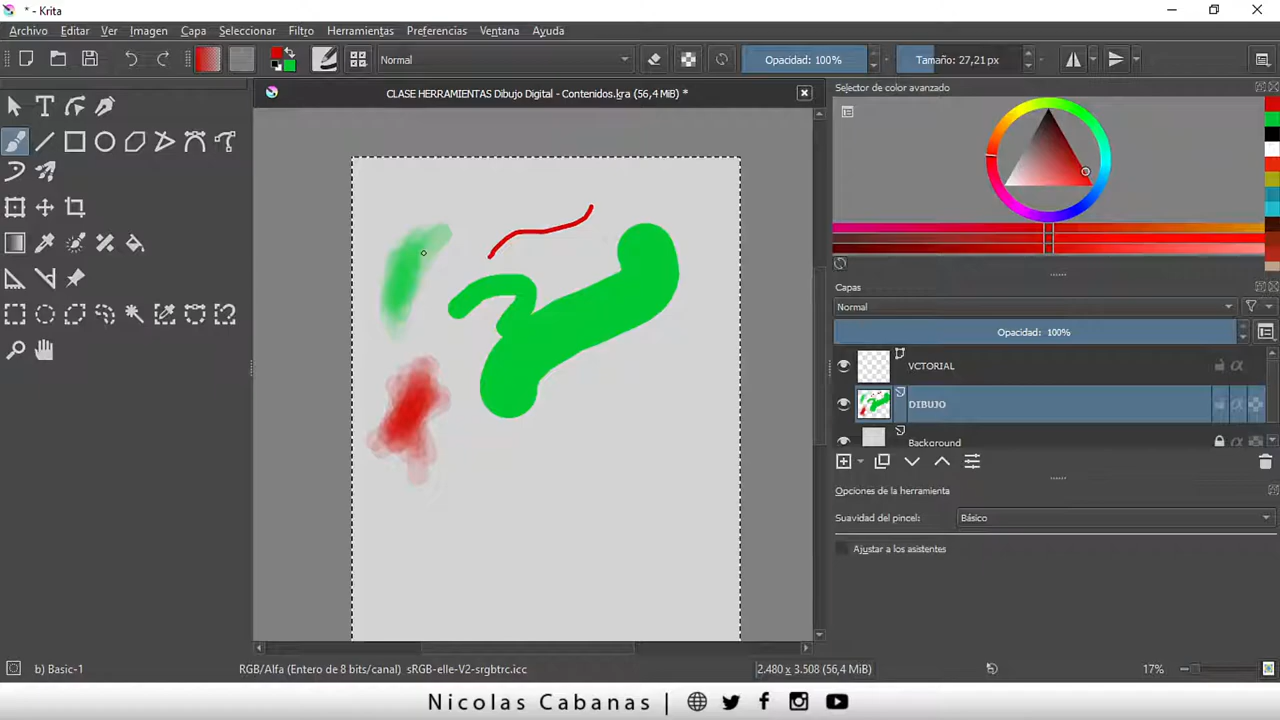 * - Krita
Archivo Editar Ver Imagen Capa Seleccionar Filtro Herramientas Preferencias Ventana Ayuda
Normal Opacidad: 100% Tamaño: 27,21 px
CLASE HERRAMIENTAS Dibujo Digital - Contenidos.kra (56,4 MiB) *
Selector de color avanzado
Capas
Normal
Opacidad: 100%
VCTORIAL
DIBUJO
Background
Opciones de la herramienta
Suavidad del pincel: Básico
Ajustar a los asistentes
b) Basic-1 RGB/Alfa (Entero de 8 bits/canal) sRGB-elle-V2-srgbtrc.icc 2.480 x 3.508 (56,4 MiB) 17%
Nicolas Cabanas |